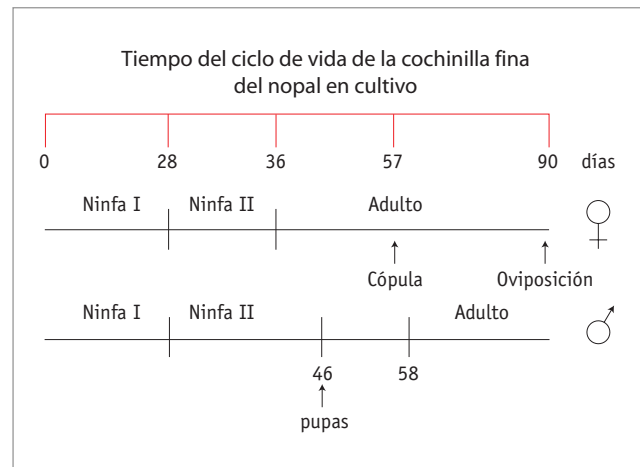 Tiempo del ciclo de vida de la cochinilla fina
del nopal en cultivo
0 28 36 57 90 días
Ninfa I Ninfa II Adulto
Cópula Oviposición
Ninfa I Ninfa II Adulto
46 58
pupas